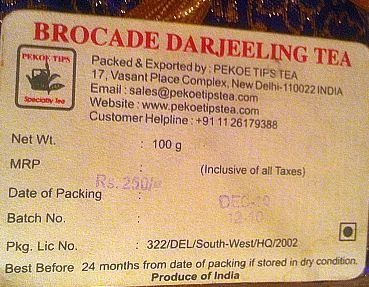 BROCADE DARJEELING TEA
PEKOE TIPS
Specialty Tea
Packed & Exported by : PEKOE TIPS TEA
17, Vasant Place Complex, New Delhi-110022 INDIA
Email : sales@pekoetipstea.com
Website : www.pekoetipstea.com
Customer Helpline : +91 11 26179388
Net Wt. : 100 g
MRP : Rs. 250/= (Inclusive of all Taxes)
Date of Packing : DEC-10
Batch No. : 12-10
Pkg. Lic No. : 322/DEL/South-West/HQ/2002
Best Before 24 months from date of packing if stored in dry condition.
Produce of India